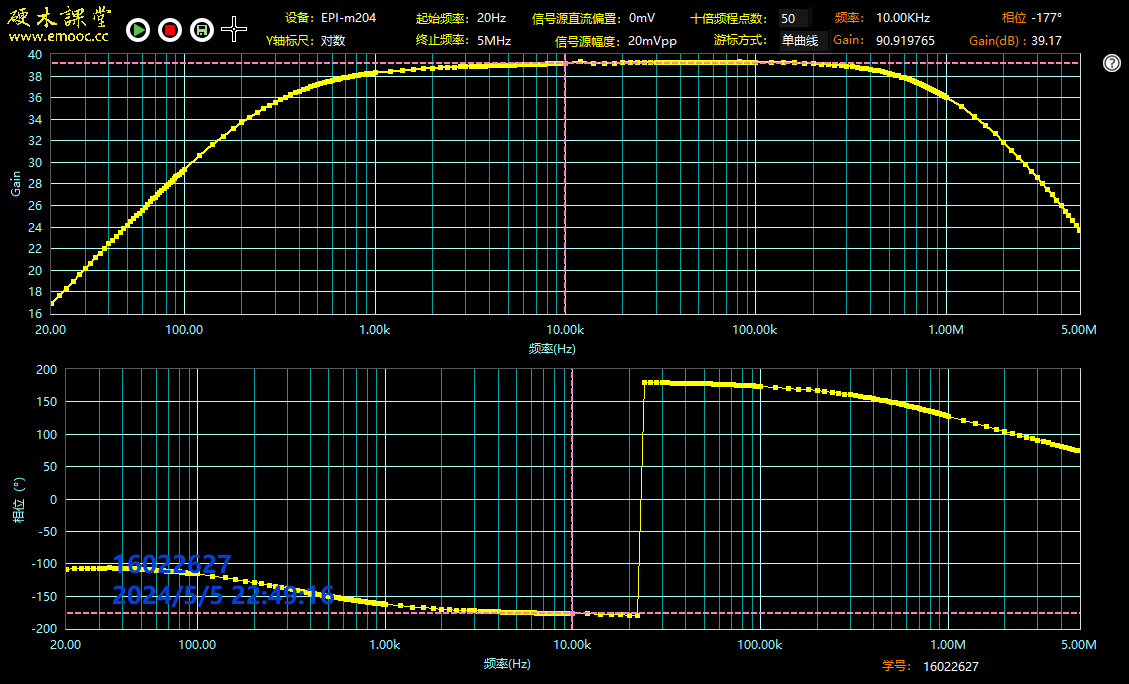 硬木課堂 设备: EPI-m204 起始频率: 20Hz 信号源直流偏置: 0mV 十倍频程点数: 50 频率: 10.00KHz 相位 -177°
www.emooc.cc Y轴标尺: 对数 终止频率: 5MHz 信号源幅度: 20mVpp 游标方式: 单曲线 Gain: 90.919765 Gain(dB) : 39.17
40
38
36
34
32
30
28
26
24
22
20
18
16
Gain
20.00 100.00 1.00k 10.00k 100.00k 1.00M 5.00M
频率(Hz)
200
150
100
50
0
-50
-100
-150
-200
相位 (°)
16022627
2024/5/5 22:49:16
20.00 100.00 1.00k 10.00k 100.00k 1.00M 5.00M
频率(Hz)
学号: 16022627